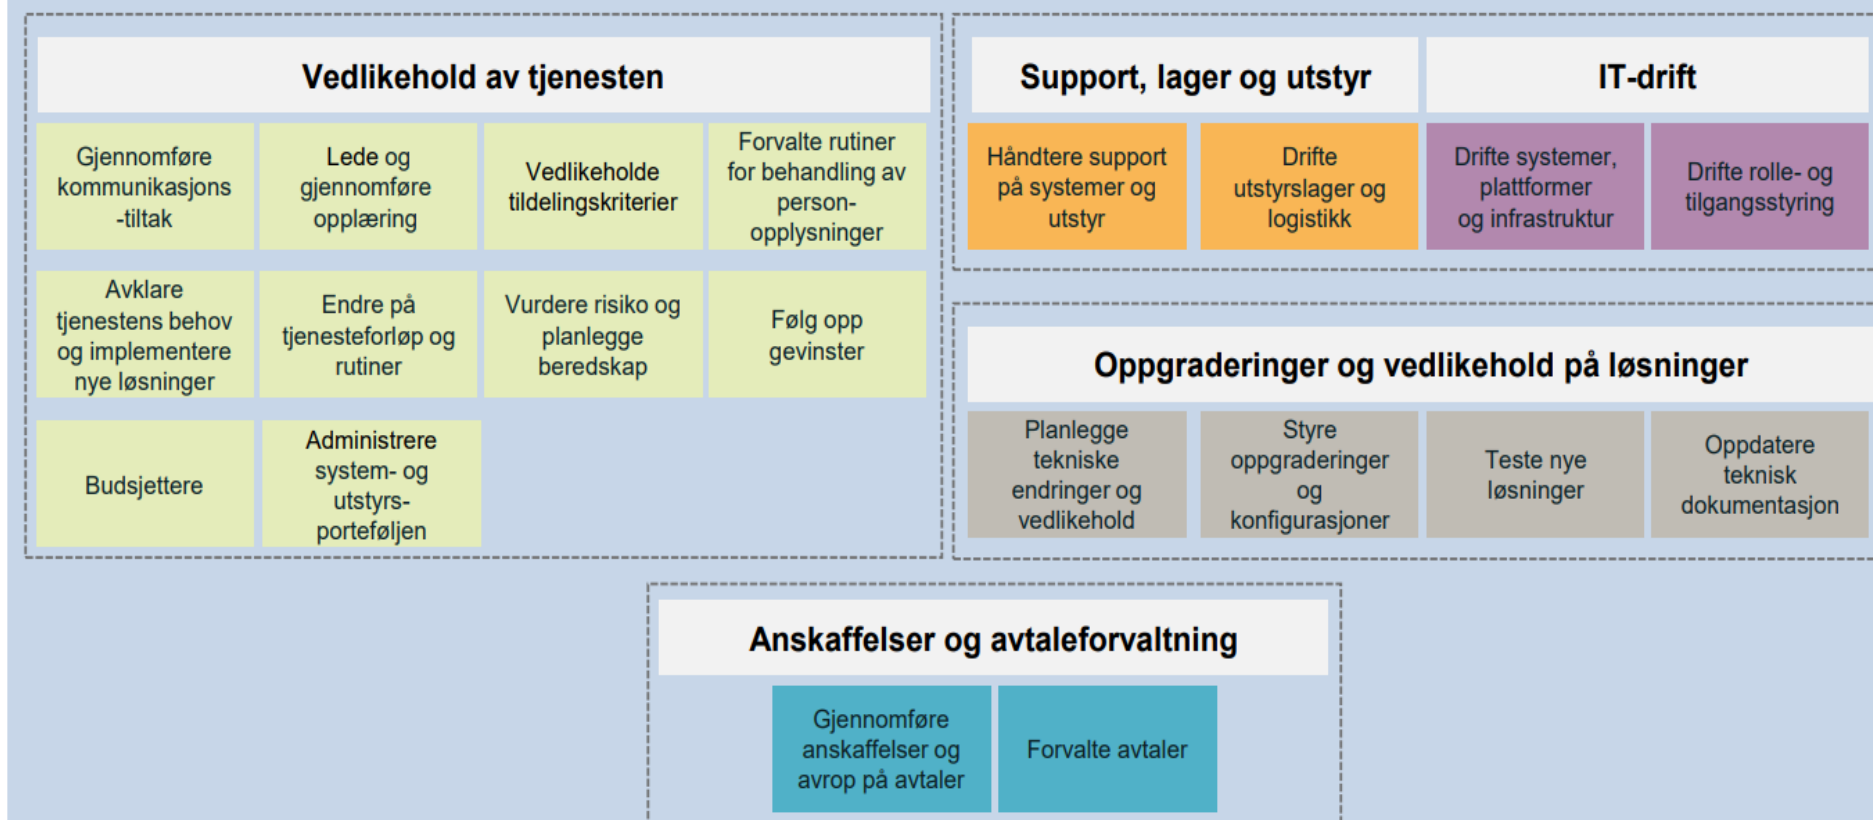 Vedlikehold av tjenesten
Gjennomføre
kommunikasjons
-tiltak
Lede og
gjennomføre
opplæring
Vedlikeholde
tildelingskriterier
Forvalte rutiner
for behandling av
person-
opplysninger
Avklare
tjenestens behov
og implementere
nye løsninger
Endre på
tjenesteforløp og
rutiner
Vurdere risiko og
planlegge
beredskap
Følg opp
gevinster
Budsjettere
Administrere
system- og
utstyrs-
porteføljen
Support, lager og utstyr
IT-drift
Håndtere support
på systemer og
utstyr
Drifte
utstyrslager og
logistikk
Drifte systemer,
plattformer
og infrastruktur
Drifte rolle- og
tilgangsstyring
Oppgraderinger og vedlikehold på løsninger
Planlegge
tekniske
endringer og
vedlikehold
Styre
oppgraderinger
og
konfigurasjoner
Teste nye
løsninger
Oppdatere
teknisk
dokumentasjon
Anskaffelser og avtaleforvaltning
Gjennomføre
anskaffelser og
avrop på avtaler
Forvalte avtaler